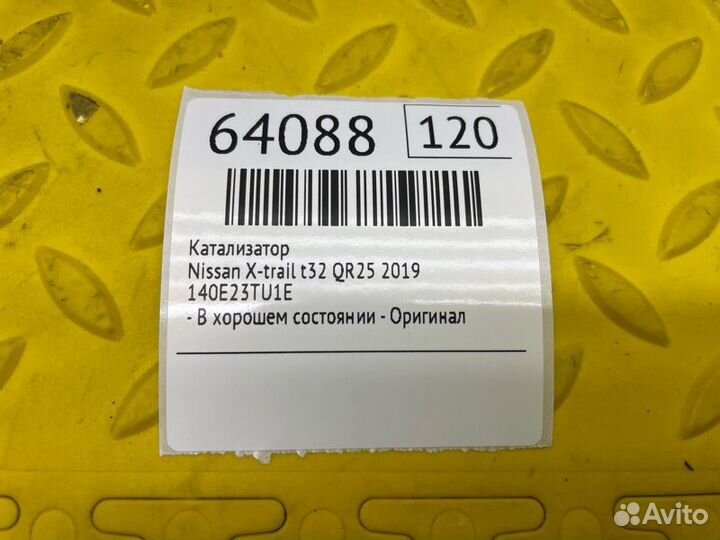 64088 120
Катализатор
Nissan X-trail t32 QR25 2019
140E23TU1E
- В хорошем состоянии - Оригинал
Avito